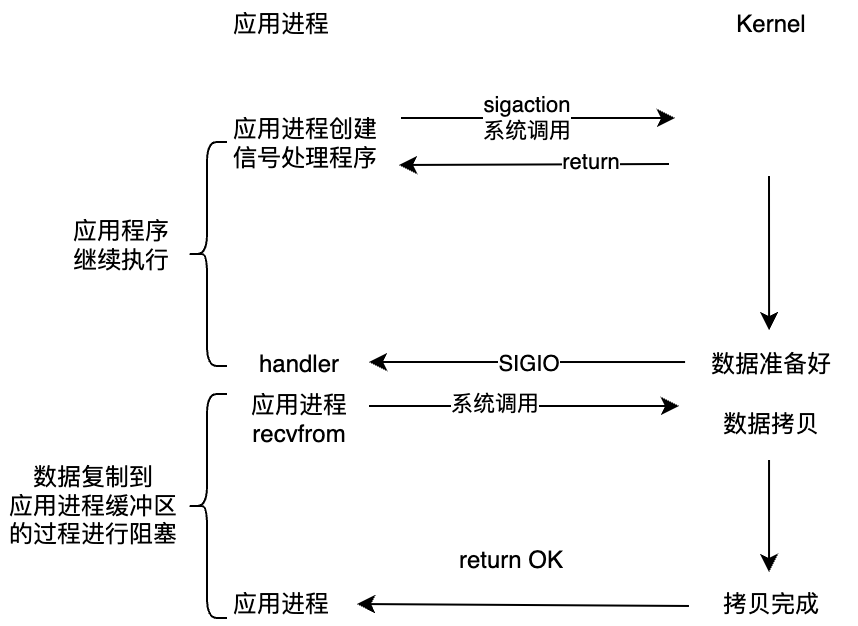 应用进程
Kernel
sigaction
系统调用
应用进程创建
信号处理程序
return
应用程序
继续执行
handler
SIGIO
数据准备好
应用进程
recvfrom
系统调用
数据拷贝
数据复制到
应用进程缓冲区
的过程进行阻塞
return OK
应用进程
拷贝完成